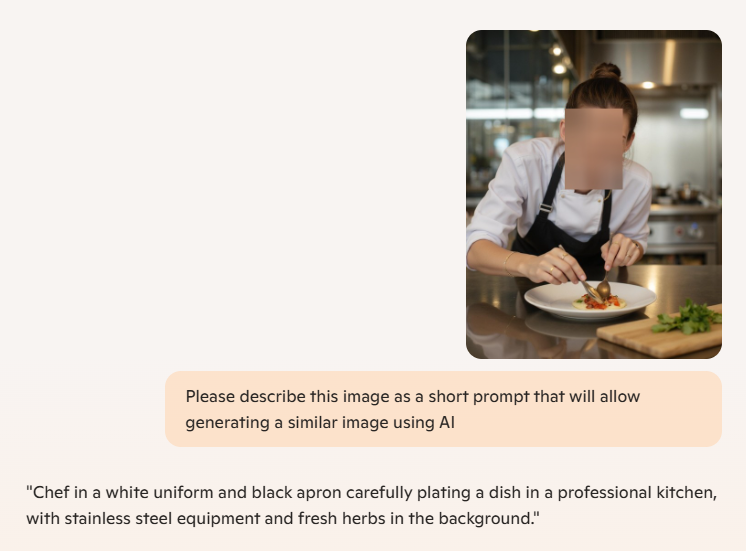 Please describe this image as a short prompt that will allow
generating a similar image using AI
"Chef in a white uniform and black apron carefully plating a dish in a professional kitchen,
with stainless steel equipment and fresh herbs in the background."